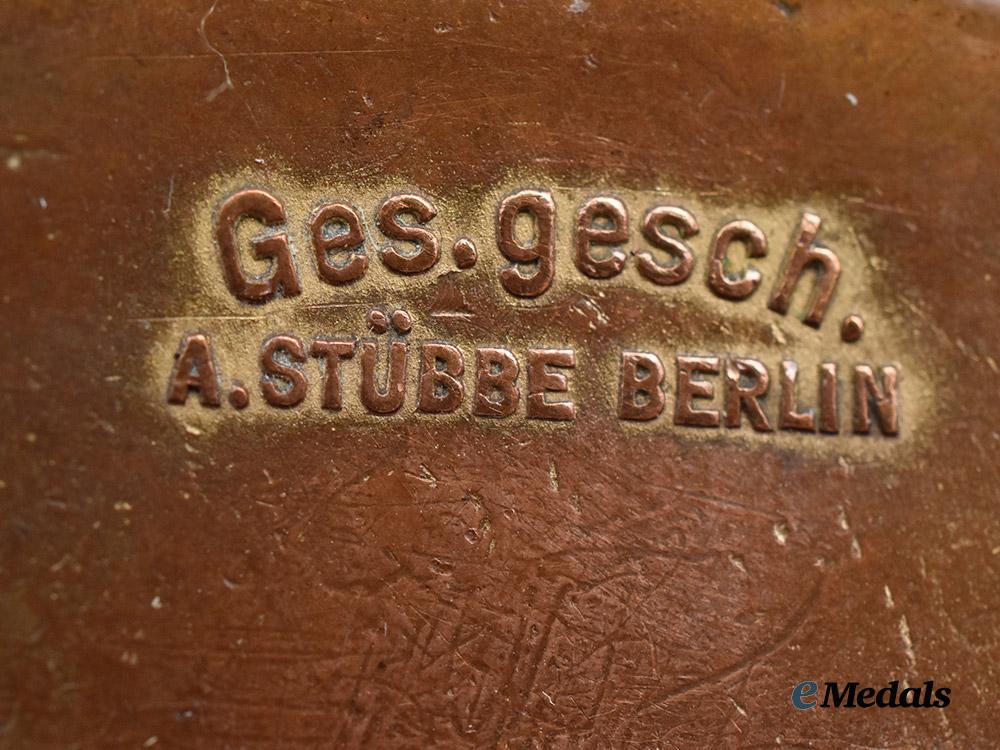 Ges. gesch.
A. STÜBBE BERLIN
eMedals